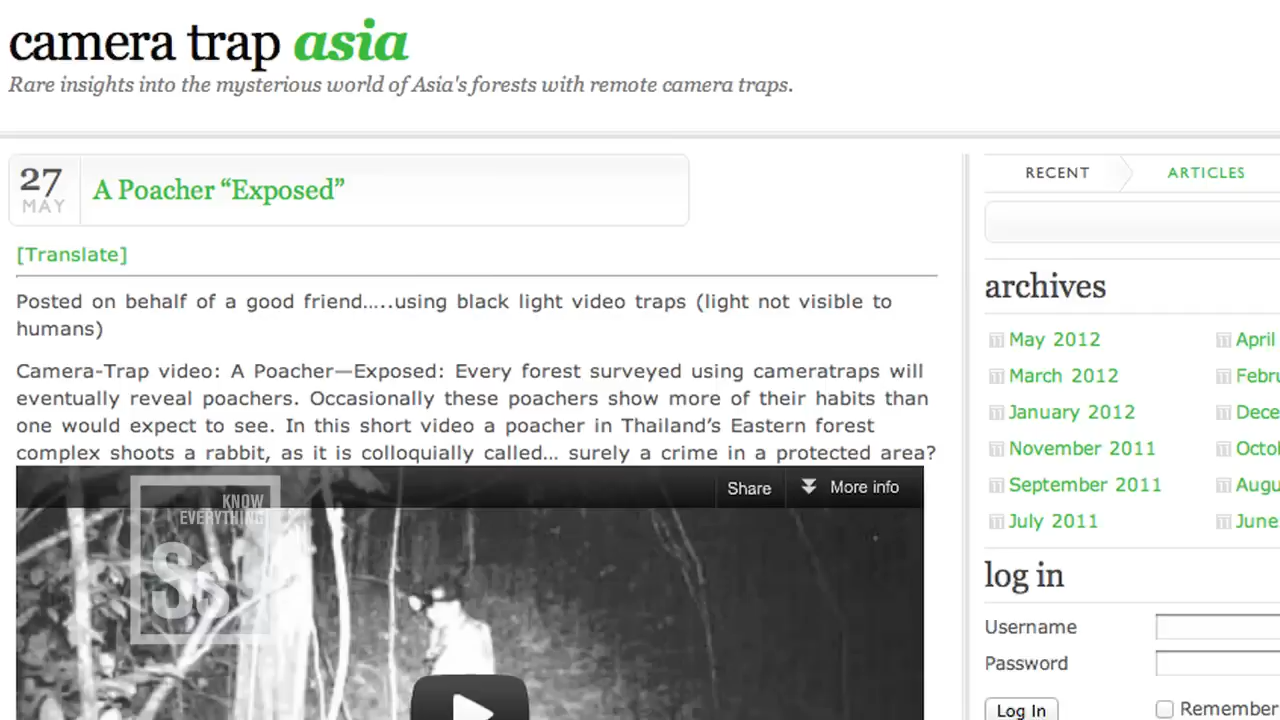 camera trap asia
Rare insights into the mysterious world of Asia's forests with remote camera traps.
27
MAY
A Poacher “Exposed”
[Translate]
Posted on behalf of a good friend…..using black light video traps (light not visible to
humans)
Camera-Trap video: A Poacher—Exposed: Every forest surveyed using cameratraps will
eventually reveal poachers. Occasionally these poachers show more of their habits than
one would expect to see. In this short video a poacher in Thailand’s Eastern forest
complex shoots a rabbit, as it is colloquially called… surely a crime in a protected area?
Share
More info
KNOW
EVERYTHING
Ss
RECENT
ARTICLES
archives
May 2012
April
March 2012
Febru
January 2012
Dece
November 2011
Octob
September 2011
Augu
July 2011
June
log in
Username
Password
Log In
Remember